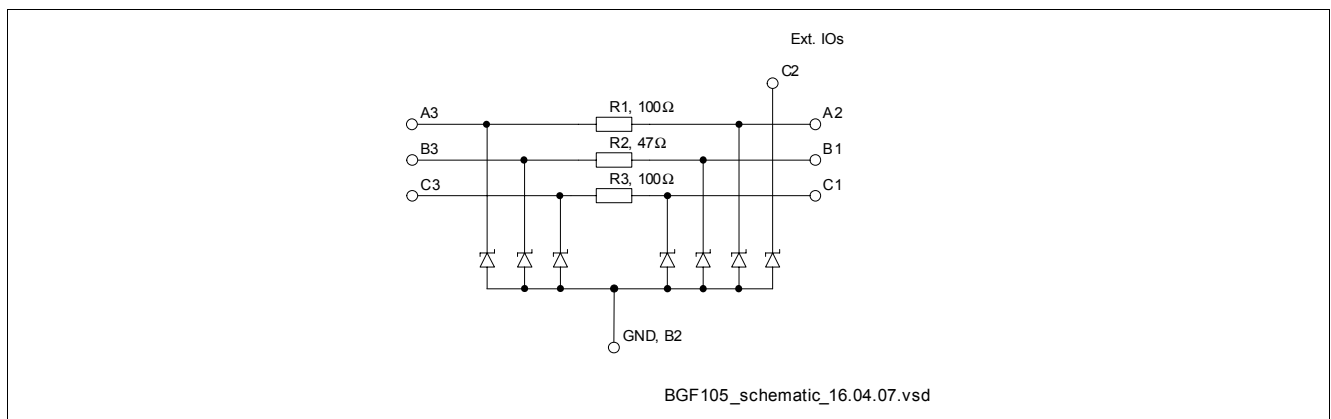 Ext. IOs
C2
A3
R1, 100Ω
A2
B3
R2, 47Ω
B1
C3
R3, 100Ω
C1
GND, B2
BGF105_schematic_16.04.07.vsd